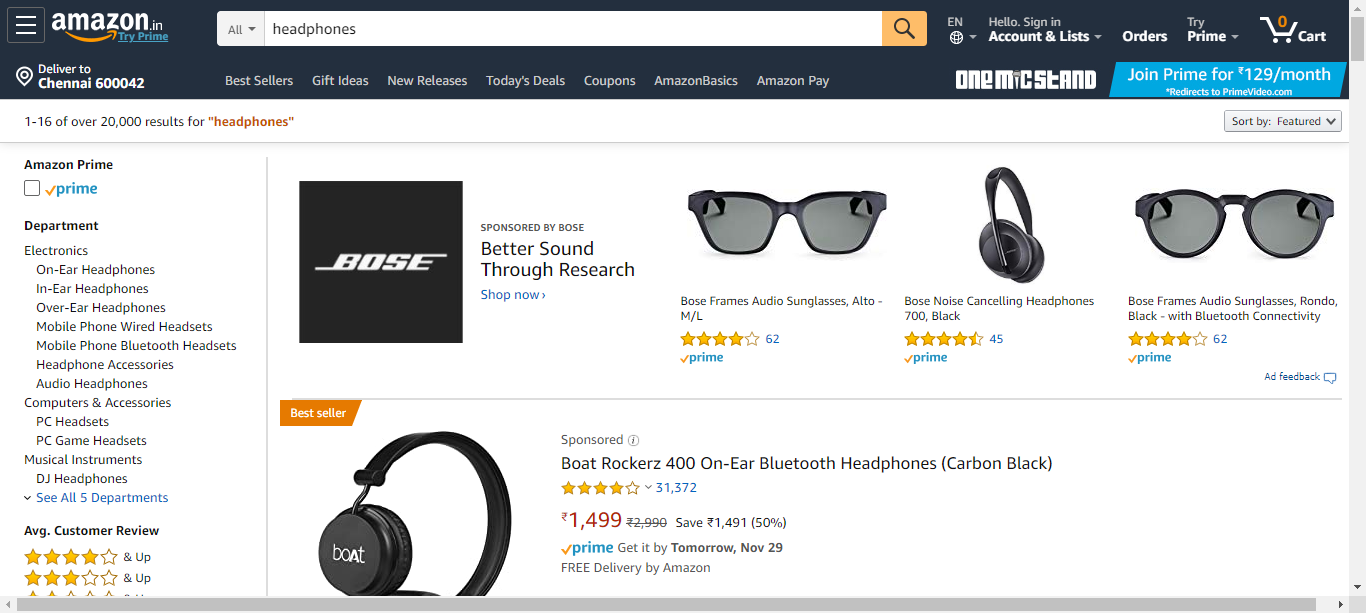 amazon.in
Try Prime
All
headphones
EN
Hello. Sign in
Account & Lists
Orders
Try
Prime
0
Cart
Deliver to
Chennai 600042
Best Sellers
Gift Ideas
New Releases
Today's Deals
Coupons
AmazonBasics
Amazon Pay
ONE MIC STAND
Join Prime for ₹129/month
*Redirects to PrimeVideo.com
1-16 of over 20,000 results for "headphones"
Sort by: Featured
Amazon Prime
prime
Department
Electronics
On-Ear Headphones
In-Ear Headphones
Over-Ear Headphones
Mobile Phone Wired Headsets
Mobile Phone Bluetooth Headsets
Headphone Accessories
Audio Headphones
Computers & Accessories
PC Headsets
PC Game Headsets
Musical Instruments
DJ Headphones
See All 5 Departments
Avg. Customer Review
& Up
& Up
BOSE
SPONSORED BY BOSE
Better Sound
Through Research
Shop now ›
Bose Frames Audio Sunglasses, Alto -
M/L
62
prime
Bose Noise Cancelling Headphones
700, Black
45
prime
Bose Frames Audio Sunglasses, Rondo,
Black - with Bluetooth Connectivity
62
prime
Ad feedback
Best seller
boAt
Sponsored
Boat Rockerz 400 On-Ear Bluetooth Headphones (Carbon Black)
31,372
₹1,499 ₹2,990 Save ₹1,491 (50%)
prime Get it by Tomorrow, Nov 29
FREE Delivery by Amazon